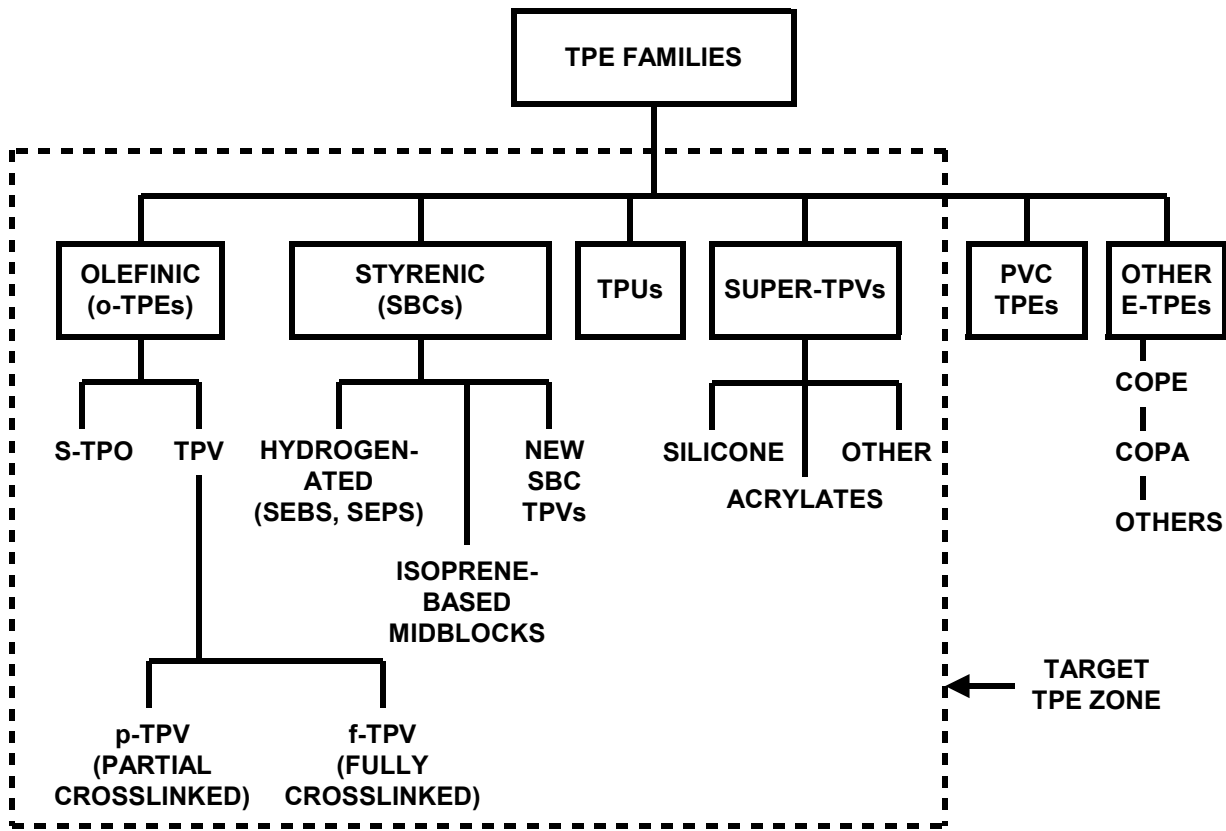 TPE FAMILIES
OLEFINIC
(o-TPEs)
STYRENIC
(SBCs)
TPUs
SUPER-TPVs
PVC
TPEs
OTHER
E-TPEs
S-TPO
TPV
HYDROGEN-
ATED
(SEBS, SEPS)
ISOPRENE-
BASED
MIDBLOCKS
NEW
SBC
TPVs
SILICONE
ACRYLATES
OTHER
COPE
COPA
OTHERS
p-TPV
(PARTIAL
CROSSLINKED)
f-TPV
(FULLY
CROSSLINKED)
TARGET
TPE ZONE